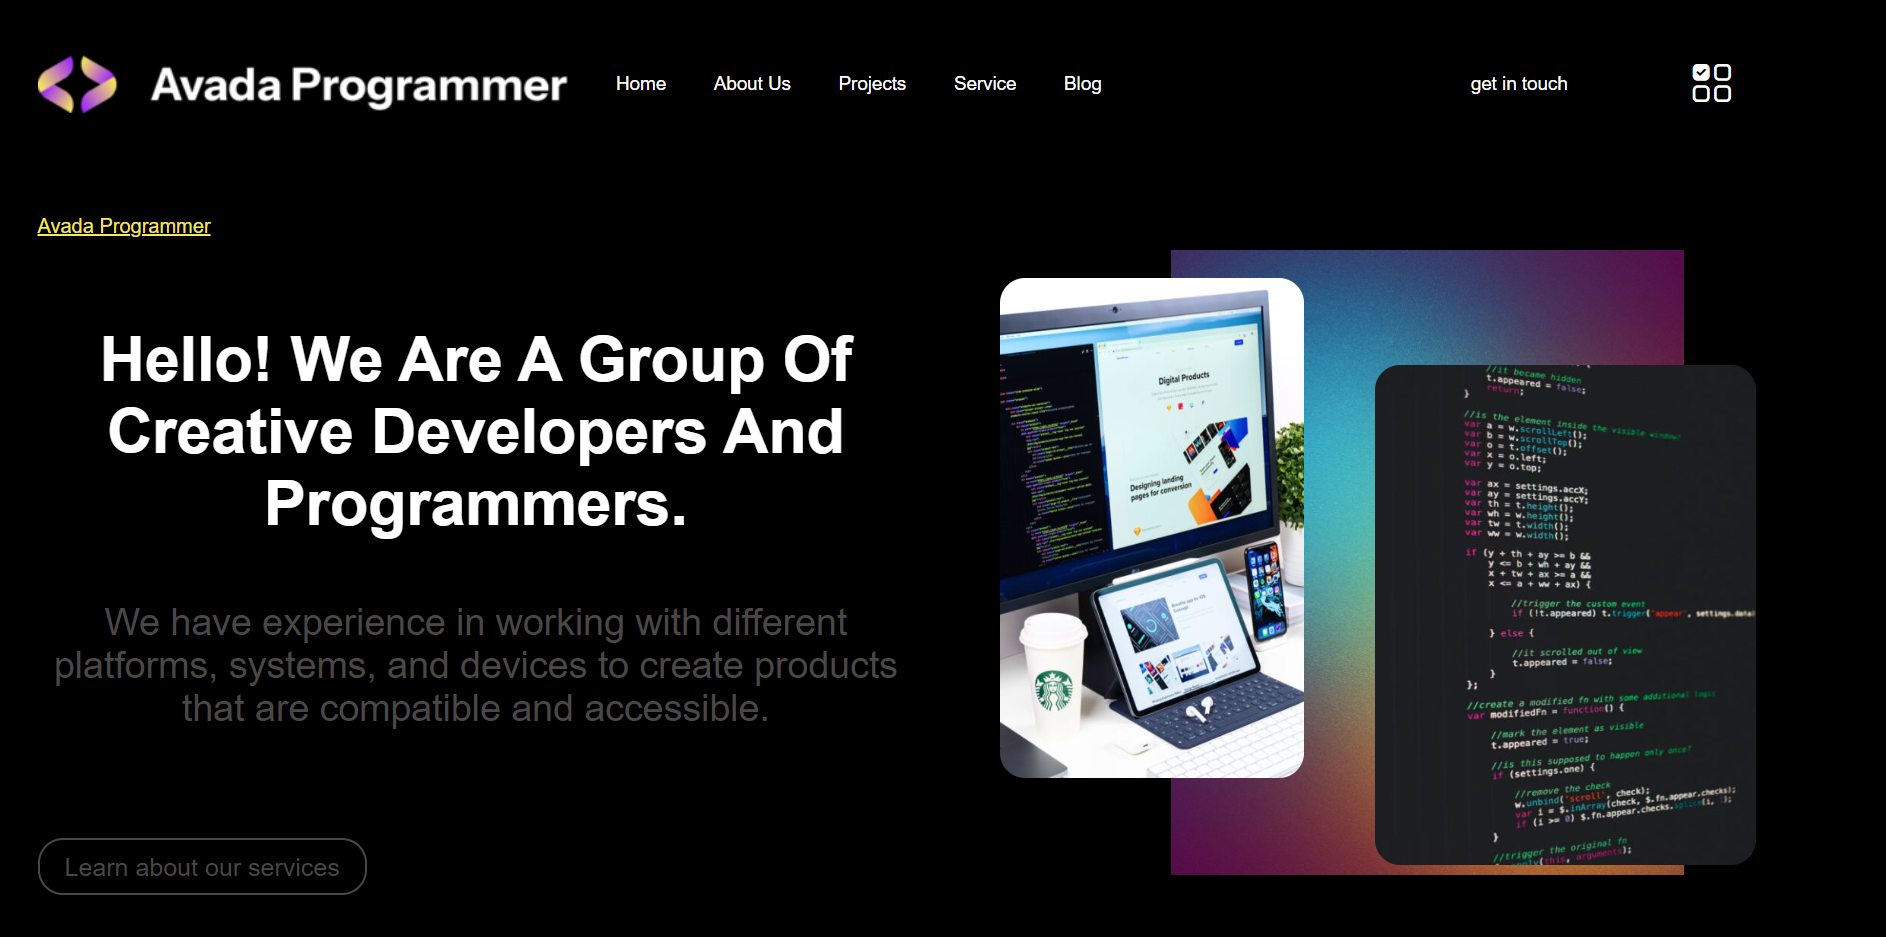 Avada Programmer
Home
About Us
Projects
Service
Blog
get in touch
Avada Programmer
Hello! We Are A Group Of
Creative Developers And
Programmers.
We have experience in working with different
platforms, systems, and devices to create products
that are compatible and accessible.
Learn about our services
Digital Products
Designing landing
pages for conversion
//it became hidden
t.appeared = false;
return;
}
//is the element inside the visible window?
var a = w.scrollLeft();
var b = w.scrollTop();
var o = t.offset();
var x = o.left;
var y = o.top;
var ax = settings.accX;
var ay = settings.accY;
var th = t.height();
var wh = w.height();
var tw = t.width();
var ww = w.width();
if (y + th + ay >= b &&
y <= b + wh + ay &&
x + tw + ax >= a &&
x <= a + ww + ax) {
//trigger the custom event
if (!t.appeared) t.trigger('appear', settings.data)
} else {
//it scrolled out of view
t.appeared = false;
}
};
//create a modified fn with some additional logic
var modifiedFn = function() {
//mark the element as visible
t.appeared = true;
//is this supposed to happen only once?
if (settings.one) {
//remove the check
w.unbind('scroll', check);
var i = $.inArray(check, $.fn.appear.checks);
if (i >= 0) $.fn.appear.checks.splice(i, 1);
}
//trigger the original fn
(this, arguments);